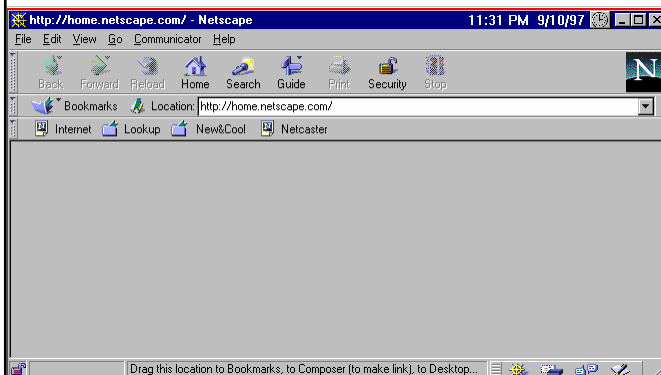 http://home.netscape.com/ - Netscape 11:31 PM 9/10/97
File Edit View Go Communicator Help
Back Forward Reload Home Search Guide Print Security Stop
N
Bookmarks Location: http://home.netscape.com/
Internet Lookup New&Cool Netcaster
Drag this location to Bookmarks, to Composer (to make link), to Desktop...